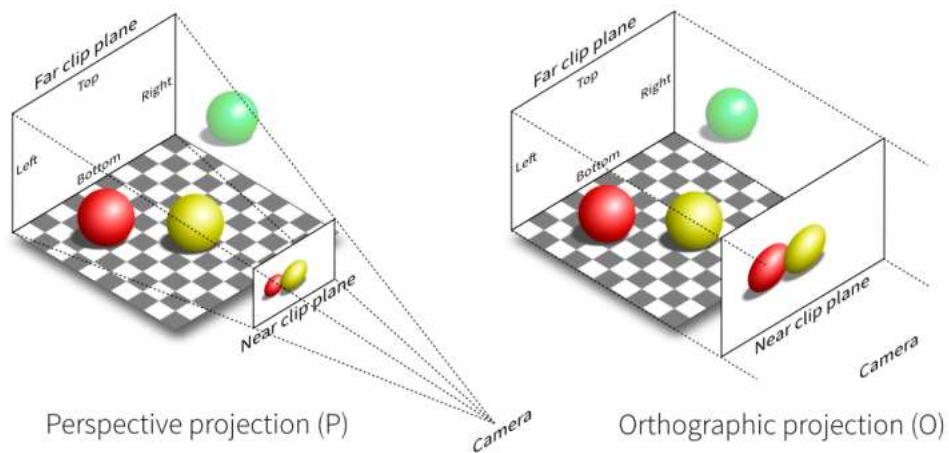 Far clip plane
Top
Right
Left
Bottom
Near clip plane
Camera
Perspective projection (P)
Far clip plane
Top
Right
Left
Bottom
Near clip plane
Camera
Orthographic projection (O)